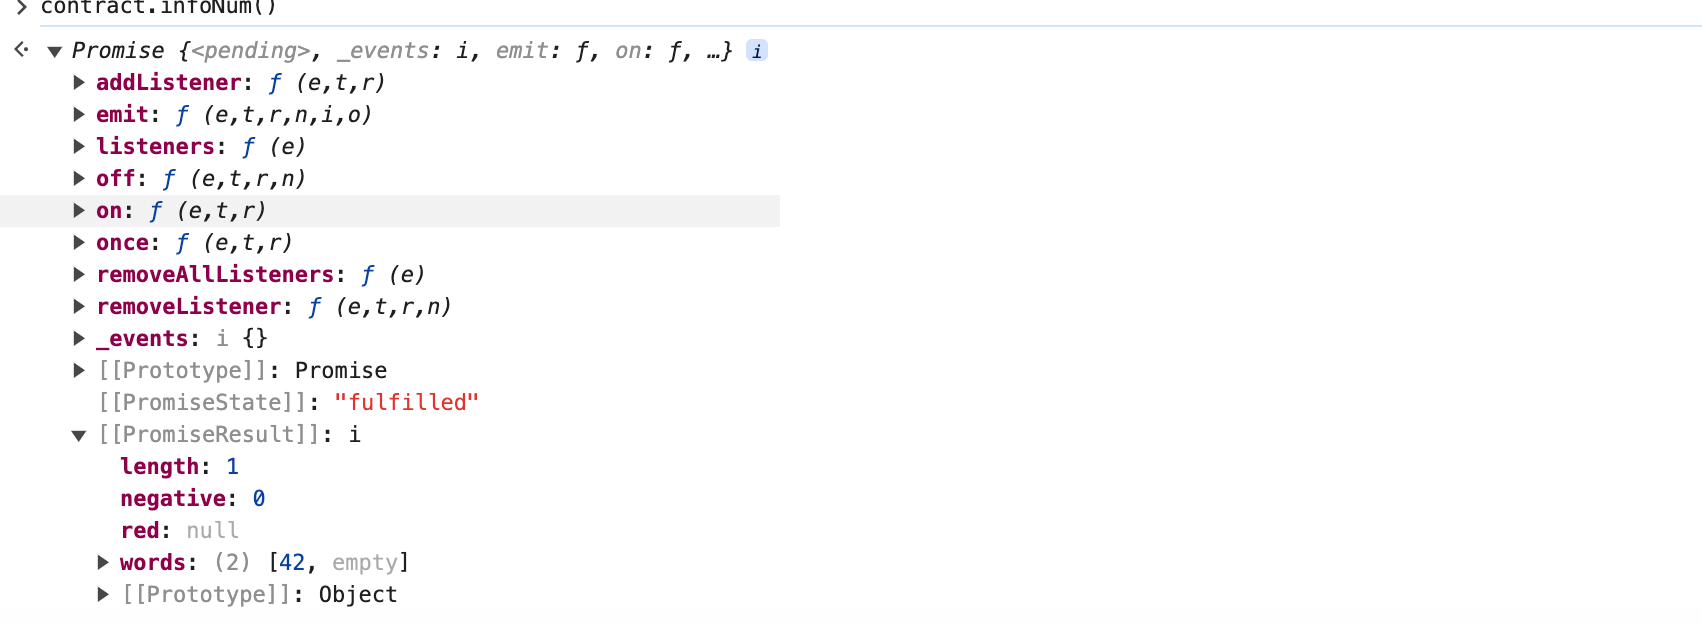 > contract.infoNum()
<· ▼ Promise {<pending>, _events: i, emit: ƒ, on: ƒ, …} i
▶ addListener: ƒ (e,t,r)
▶ emit: ƒ (e,t,r,n,i,o)
▶ listeners: ƒ (e)
▶ off: ƒ (e,t,r,n)
▶ on: ƒ (e,t,r)
▶ once: ƒ (e,t,r)
▶ removeAllListeners: ƒ (e)
▶ removeListener: ƒ (e,t,r,n)
▶ _events: i {}
▶ [[Prototype]]: Promise
[[PromiseState]]: "fulfilled"
▼ [[PromiseResult]]: i
length: 1
negative: 0
red: null
▶ words: (2) [42, empty]
▶ [[Prototype]]: Object